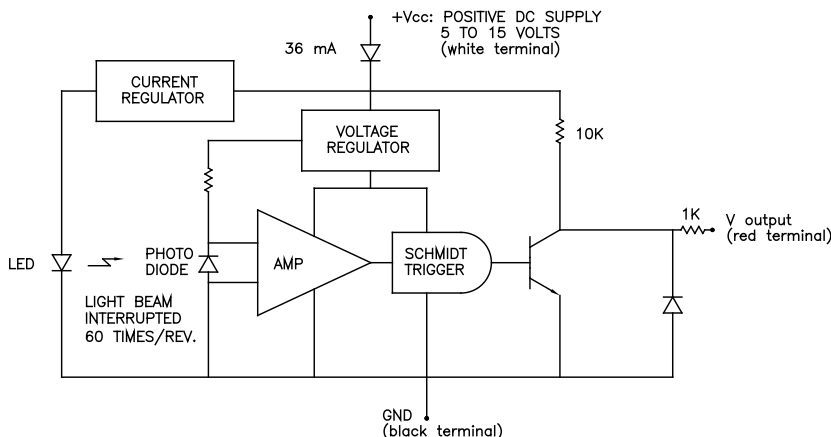 +Vcc: POSITIVE DC SUPPLY
5 TO 15 VOLTS
(white terminal)
36 mA
CURRENT
REGULATOR
VOLTAGE
REGULATOR
10K
1K
V output
(red terminal)
LED
PHOTO
DIODE
AMP
SCHMIDT
TRIGGER
LIGHT BEAM
INTERRUPTED
60 TIMES/REV.
GND
(black terminal)